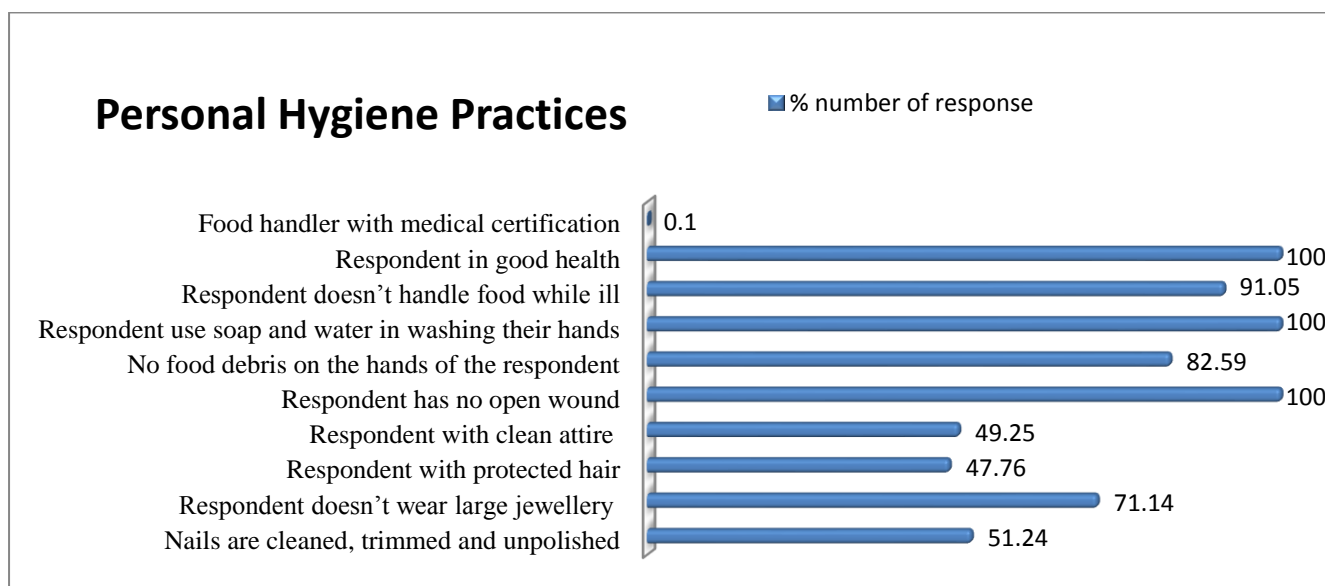 Personal Hygiene Practices
% number of response
Food handler with medical certification 0.1
Respondent in good health 100
Respondent doesn’t handle food while ill 91.05
Respondent use soap and water in washing their hands 100
No food debris on the hands of the respondent 82.59
Respondent has no open wound 100
Respondent with clean attire 49.25
Respondent with protected hair 47.76
Respondent doesn’t wear large jewellery 71.14
Nails are cleaned, trimmed and unpolished 51.24